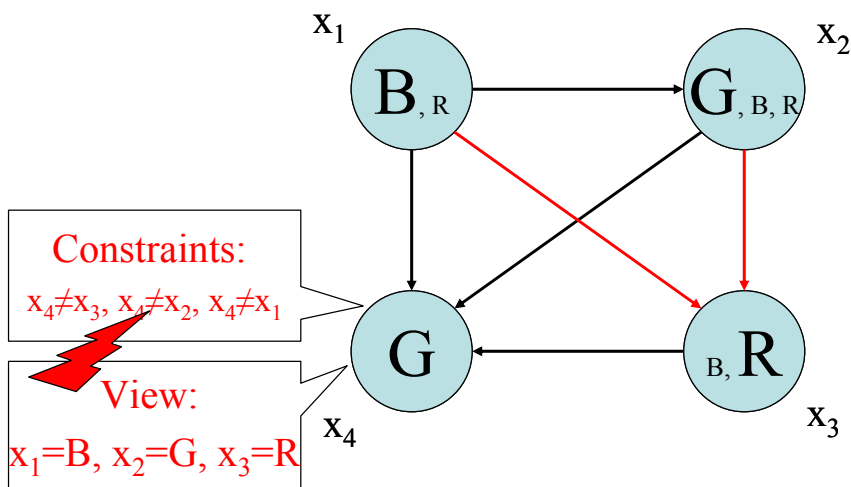 x₁
x₂
B, R
G, B, R
Constraints:
x₄≠x₃, x₄≠x₂, x₄≠x₁
G
B, R
View:
x₁=B, x₂=G, x₃=R
x₄
x₃